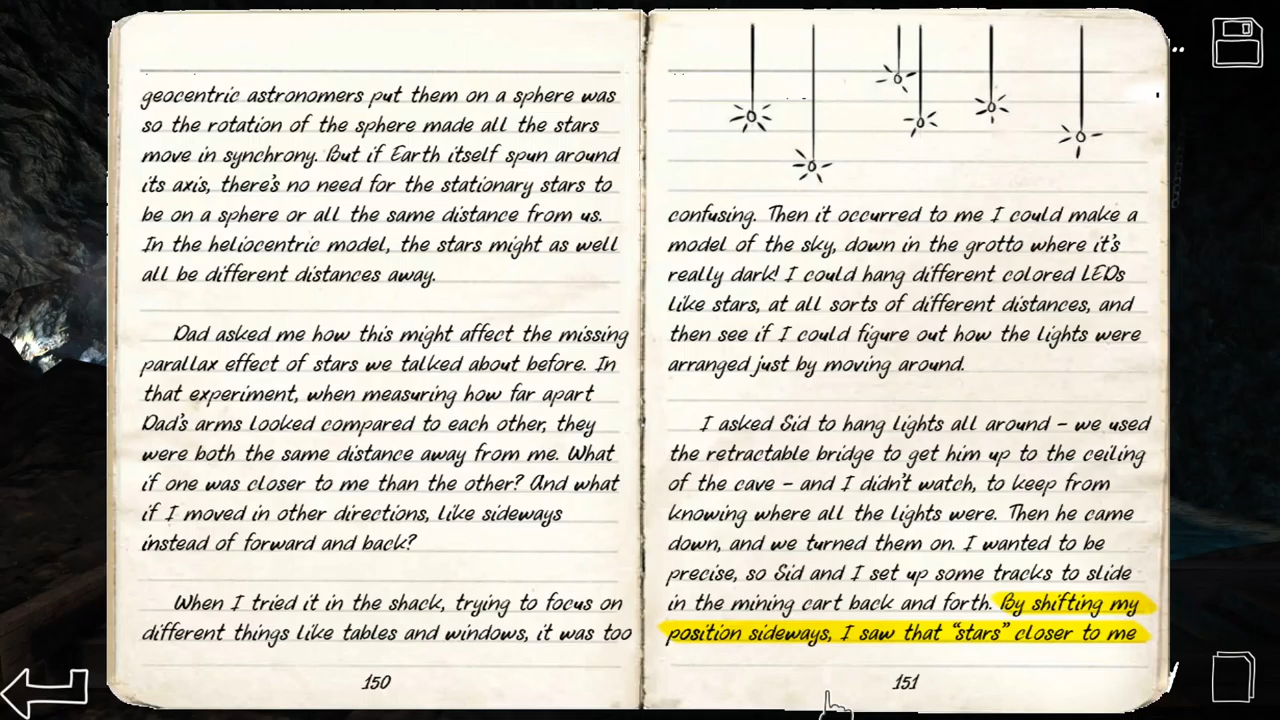 geocentric astronomers put them on a sphere was
so the rotation of the sphere made all the stars
move in synchrony. But if Earth itself spun around
its axis, there's no need for the stationary stars to
be on a sphere or all the same distance from us.
In the heliocentric model, the stars might as well
all be different distances away.
Dad asked me how this might affect the missing
parallax effect of stars we talked about before. In
that experiment, when measuring how far apart
Dad's arms looked compared to each other, they
were both the same distance away from me. What
if one was closer to me than the other? And what
if I moved in other directions, like sideways
instead of forward and back?
When I tried it in the shack, trying to focus on
different things like tables and windows, it was too
150
confusing. Then it occurred to me I could make a
model of the sky, down in the grotto where it's
really dark! I could hang different colored LEDs
like stars, at all sorts of different distances, and
then see if I could figure out how the lights were
arranged just by moving around.
I asked Sid to hang lights all around - we used
the retractable bridge to get him up to the ceiling
of the cave - and I didn't watch, to keep from
knowing where all the lights were. Then he came
down, and we turned them on. I wanted to be
precise, so Sid and I set up some tracks to slide
in the mining cart back and forth. By shifting my
position sideways, I saw that "stars" closer to me
151